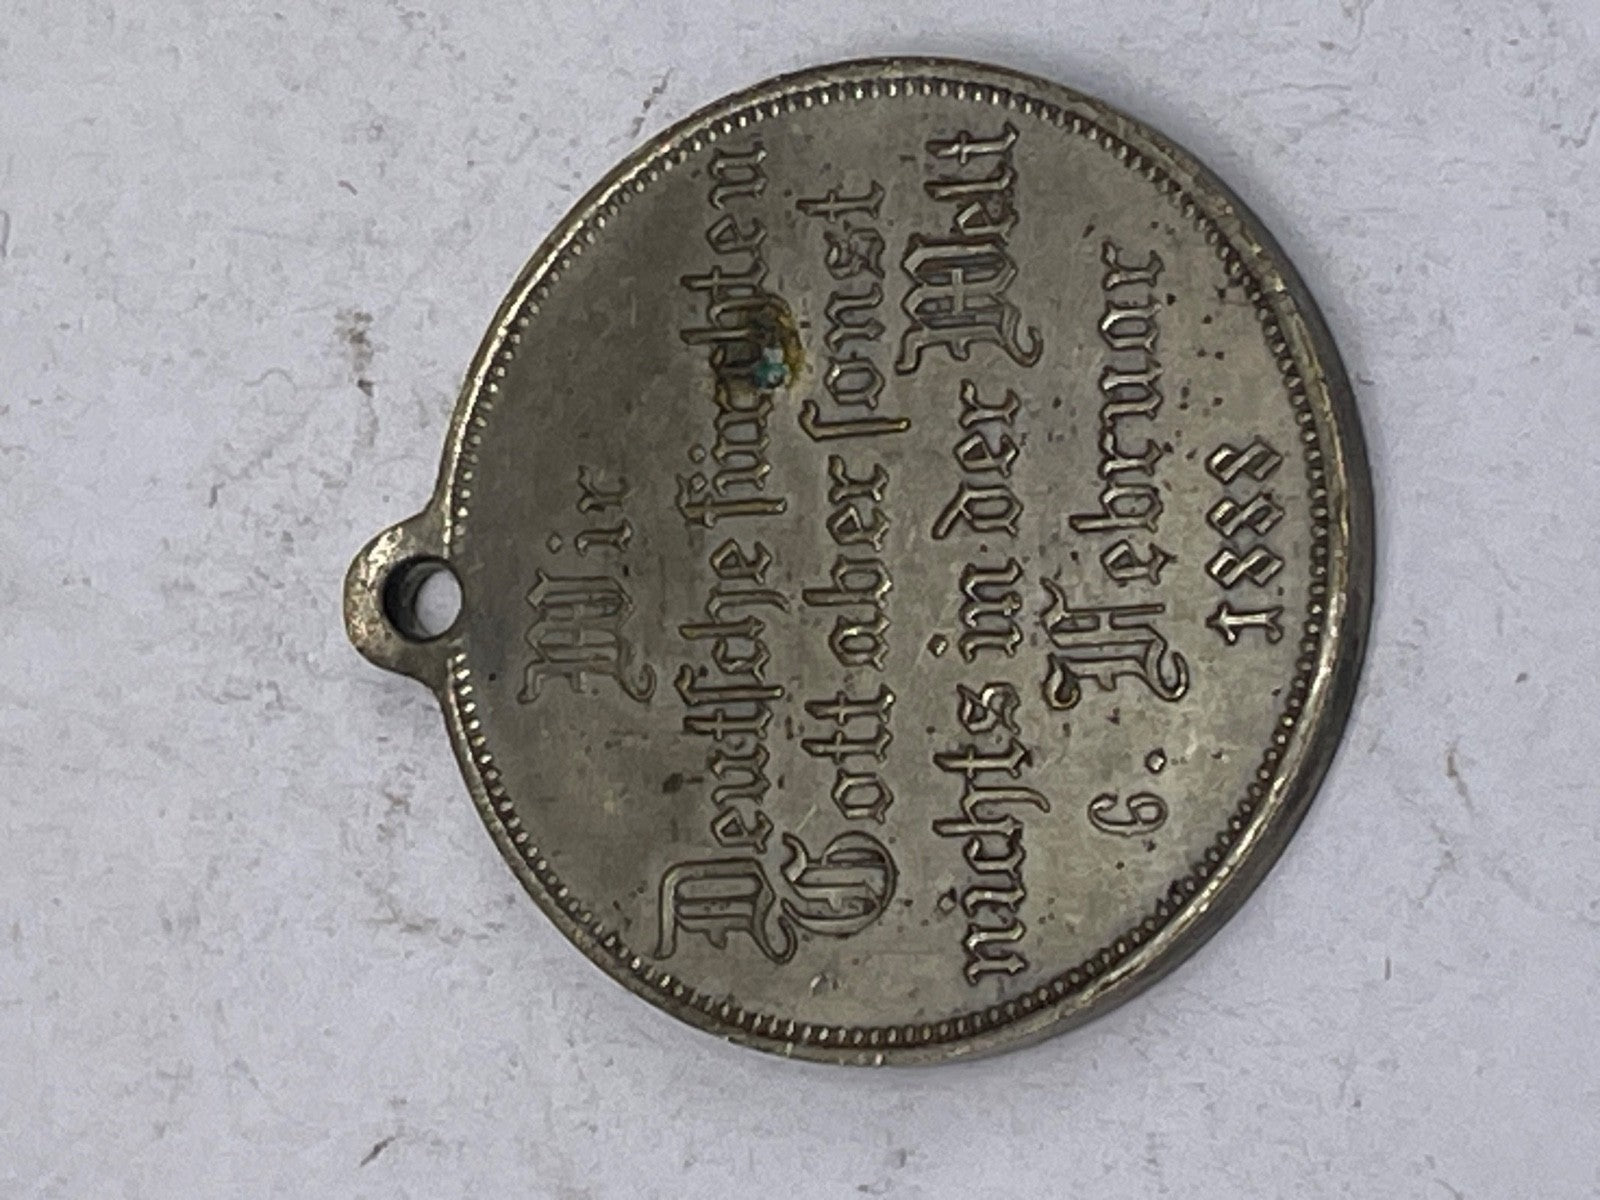 Wir
Deutsche fürchten
Gott aber sonst
nichts in der Welt
6. Februar
1888